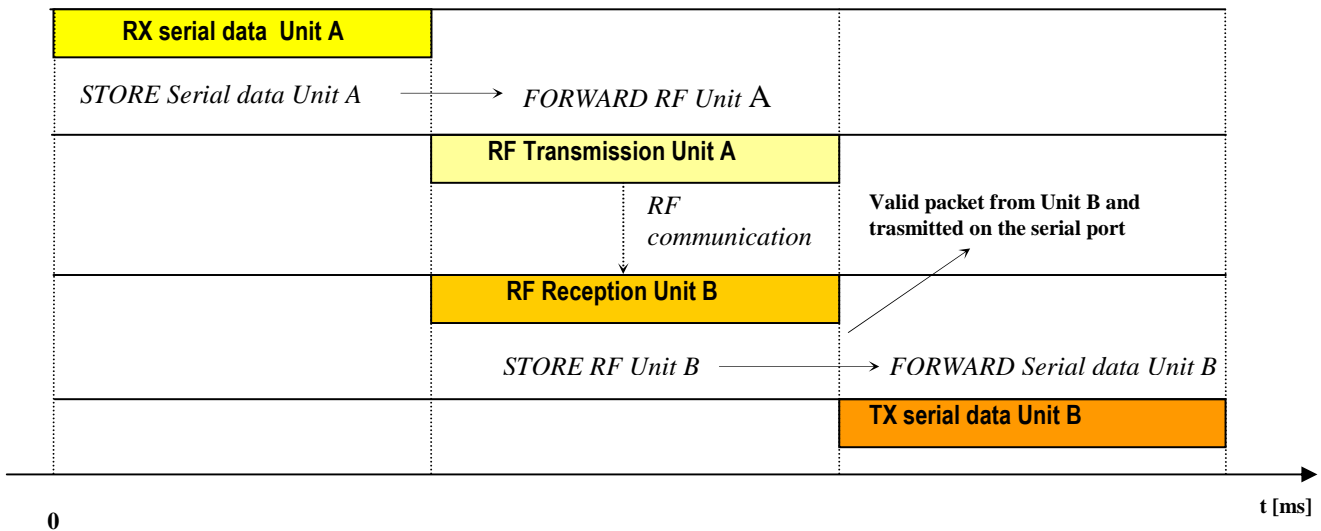 RX serial data Unit A
STORE Serial data Unit A
FORWARD RF Unit A
RF Transmission Unit A
RF
communication
Valid packet from Unit B and
trasmitted on the serial port
RF Reception Unit B
STORE RF Unit B
FORWARD Serial data Unit B
TX serial data Unit B
t [ms]
0